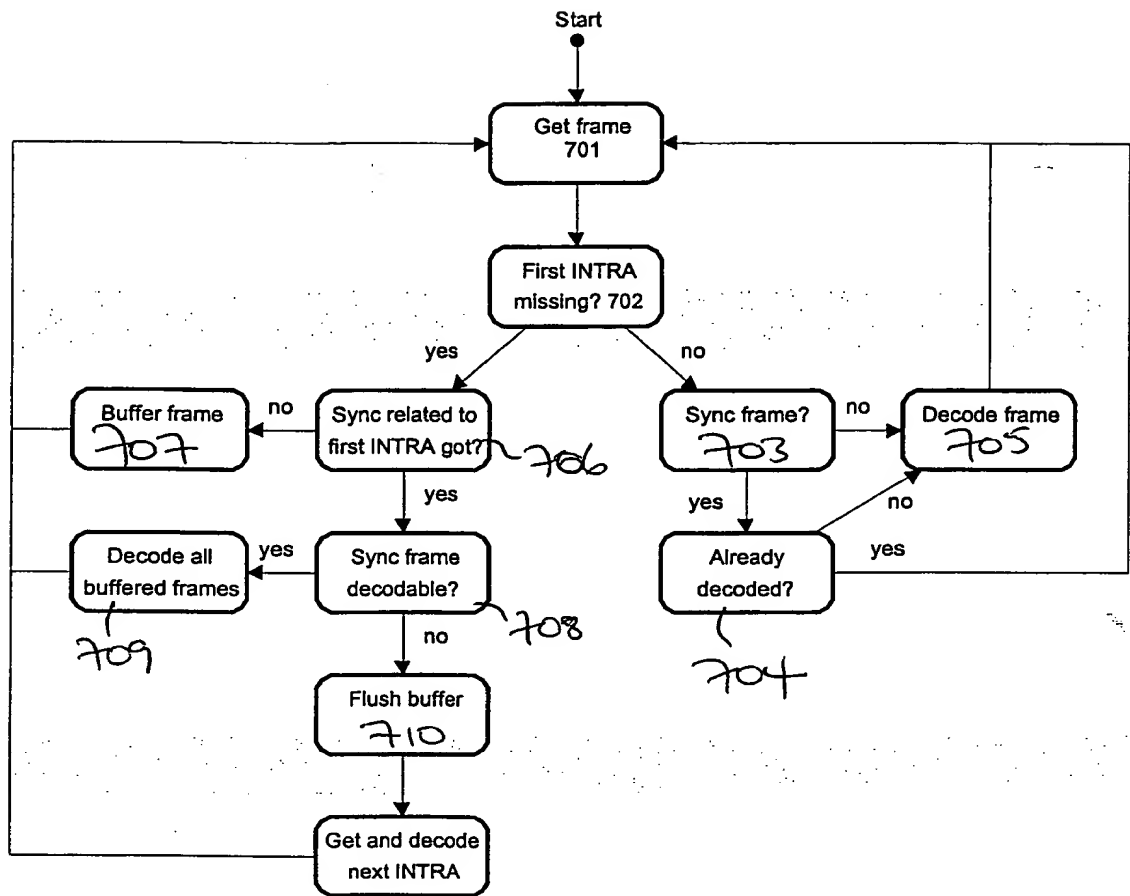 Start
Get frame
701
First INTRA
missing? 702
yes
no
Buffer frame
707
no
Sync related to
first INTRA got?
706
Sync frame?
703
no
Decode frame
705
yes
yes
no
Decode all
buffered frames
709
yes
Sync frame
decodable?
708
Already
decoded?
704
yes
no
Flush buffer
710
Get and decode
next INTRA